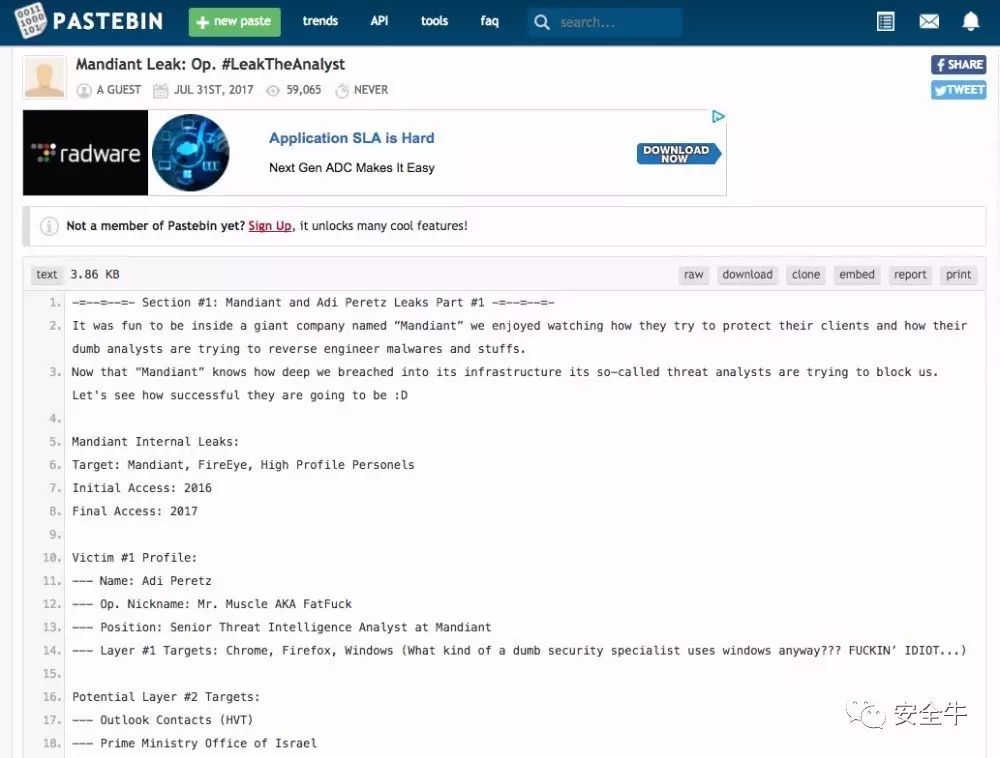 0011
1000
101
PASTEBIN
+ new paste
trends
API
tools
faq
search...
Mandiant Leak: Op. #LeakTheAnalyst
A GUEST JUL 31ST, 2017 59,065 NEVER
f SHARE
TWEET
radware
Application SLA is Hard
Next Gen ADC Makes It Easy
DOWNLOAD
NOW
Not a member of Pastebin yet? Sign Up, it unlocks many cool features!
text 3.86 KB
raw download clone embed report print
1. -=--=--=- Section #1: Mandiant and Adi Peretz Leaks Part #1 -=--=--=-
2. It was fun to be inside a giant company named “Mandiant” we enjoyed watching how they try to protect their clients and how their
dumb analysts are trying to reverse engineer malwares and stuffs.
3. Now that “Mandiant” knows how deep we breached into its infrastructure its so-called threat analysts are trying to block us.
Let's see how successful they are going to be :D
4.
5. Mandiant Internal Leaks:
6. Target: Mandiant, FireEye, High Profile Personels
7. Initial Access: 2016
8. Final Access: 2017
9.
10. Victim #1 Profile:
11. --- Name: Adi Peretz
12. --- Op. Nickname: Mr. Muscle AKA FatFuck
13. --- Position: Senior Threat Intelligence Analyst at Mandiant
14. --- Layer #1 Targets: Chrome, Firefox, Windows (What kind of a dumb security specialist uses windows anyway??? FUCKIN’ IDIOT...)
15.
16. Potential Layer #2 Targets:
17. --- Outlook Contacts (HVT)
18. --- Prime Ministry Office of Israel
安全牛